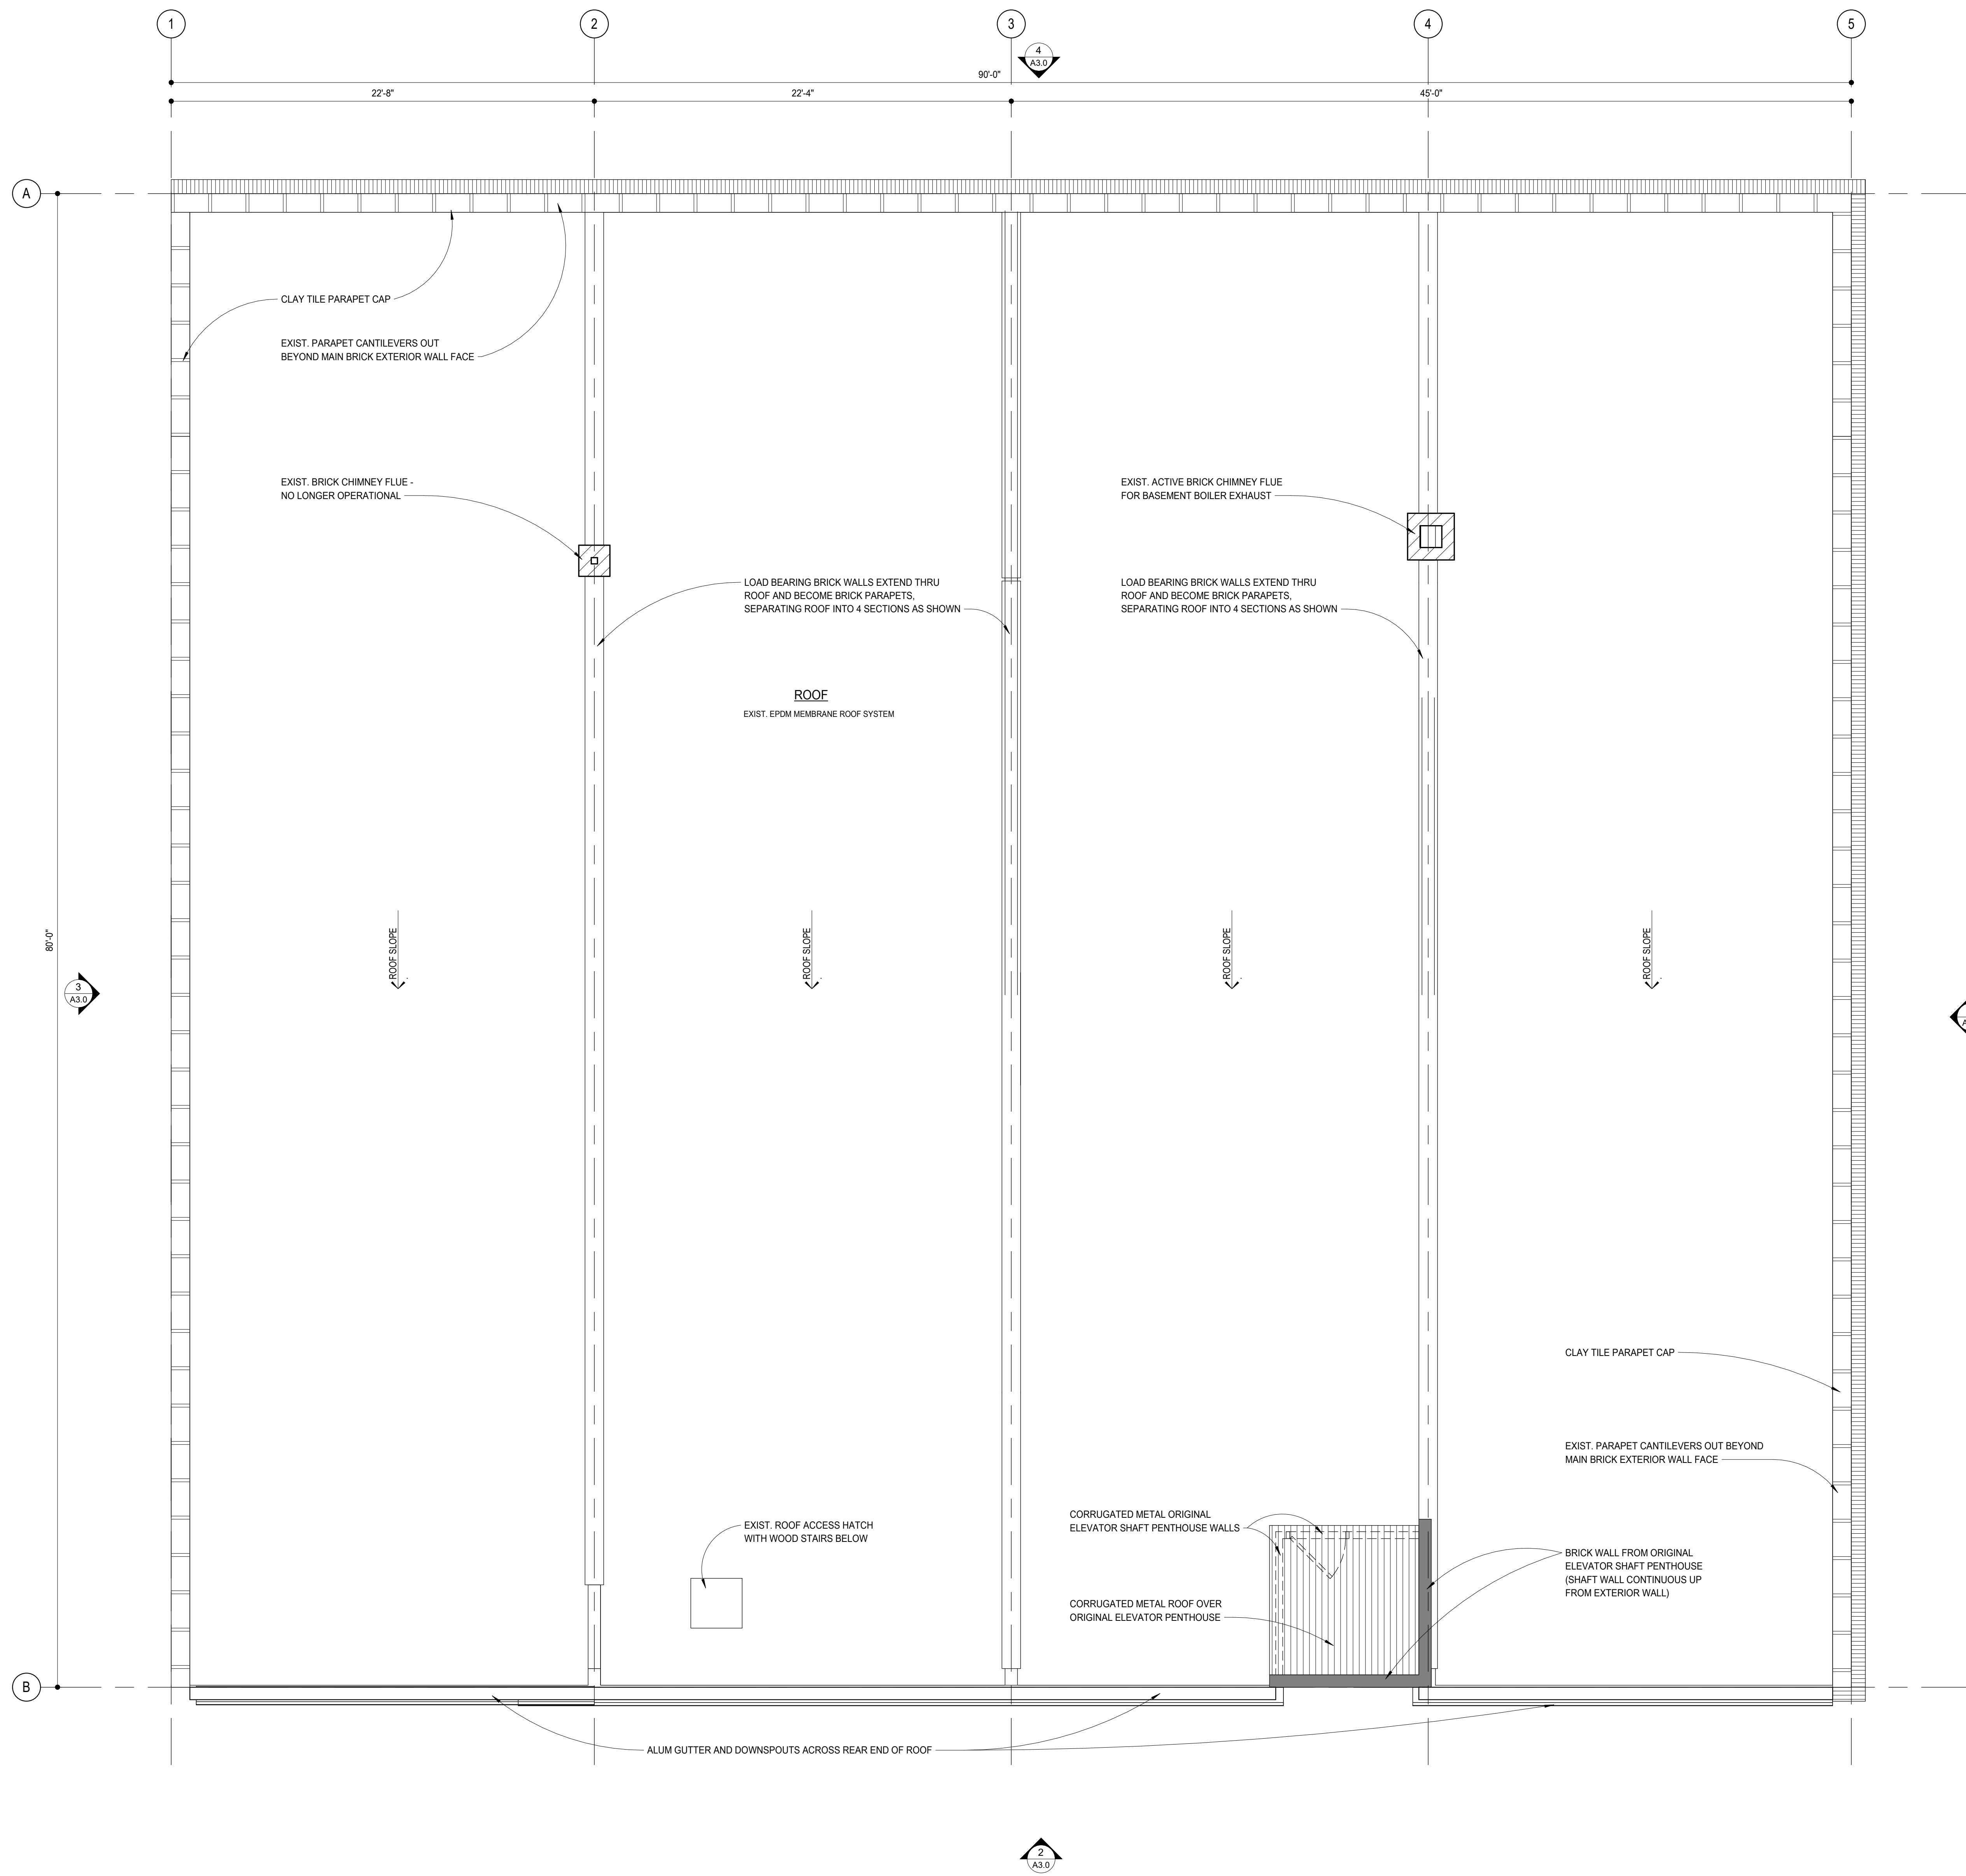 1
2
3
4
5
4
A3.0
90'-0"
22'-8"
22'-4"
45'-0"
A
CLAY TILE PARAPET CAP
EXIST. PARAPET CANTILEVERS OUT
BEYOND MAIN BRICK EXTERIOR WALL FACE
EXIST. BRICK CHIMNEY FLUE -
NO LONGER OPERATIONAL
EXIST. ACTIVE BRICK CHIMNEY FLUE
FOR BASEMENT BOILER EXHAUST
LOAD BEARING BRICK WALLS EXTEND THRU
ROOF AND BECOME BRICK PARAPETS,
SEPARATING ROOF INTO 4 SECTIONS AS SHOWN
LOAD BEARING BRICK WALLS EXTEND THRU
ROOF AND BECOME BRICK PARAPETS,
SEPARATING ROOF INTO 4 SECTIONS AS SHOWN
ROOF
EXIST. EPDM MEMBRANE ROOF SYSTEM
80'-0"
ROOF SLOPE
ROOF SLOPE
ROOF SLOPE
ROOF SLOPE
3
A3.0
CLAY TILE PARAPET CAP
EXIST. PARAPET CANTILEVERS OUT BEYOND
MAIN BRICK EXTERIOR WALL FACE
EXIST. ROOF ACCESS HATCH
WITH WOOD STAIRS BELOW
CORRUGATED METAL ORIGINAL
ELEVATOR SHAFT PENTHOUSE WALLS
BRICK WALL FROM ORIGINAL
ELEVATOR SHAFT PENTHOUSE
(SHAFT WALL CONTINUOUS UP
FROM EXTERIOR WALL)
CORRUGATED METAL ROOF OVER
ORIGINAL ELEVATOR PENTHOUSE
B
ALUM GUTTER AND DOWNSPOUTS ACROSS REAR END OF ROOF
2
A3.0